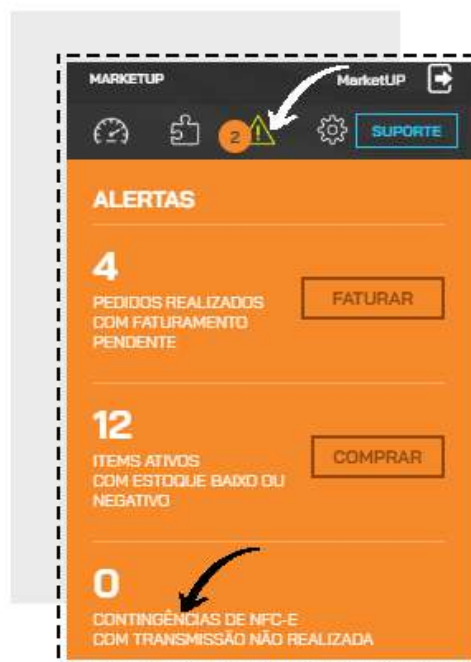 MARKETUP MarketUP
2 SUPORTE
ALERTAS
4
PEDIDOS REALIZADOS
COM FATURAMENTO
PENDENTE
FATURAR
12
ITEMS ATIVOS
COM ESTOQUE BAIXO OU
NEGATIVO
COMPRAR
0
CONTINGÊNCIAS DE NFC-E
COM TRANSMISSÃO NÃO REALIZADA